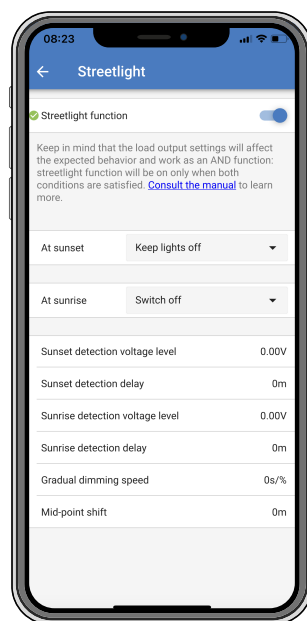 08:23
Streetlight
Streetlight function
Keep in mind that the load output settings will affect
the expected behavior and work as an AND function:
streetlight function will be on only when both
conditions are satisfied. Consult the manual to learn
more.
At sunset Keep lights off
At sunrise Switch off
Sunset detection voltage level 0.00V
Sunset detection delay 0m
Sunrise detection voltage level 0.00V
Sunrise detection delay 0m
Gradual dimming speed 0s/%
Mid-point shift 0m